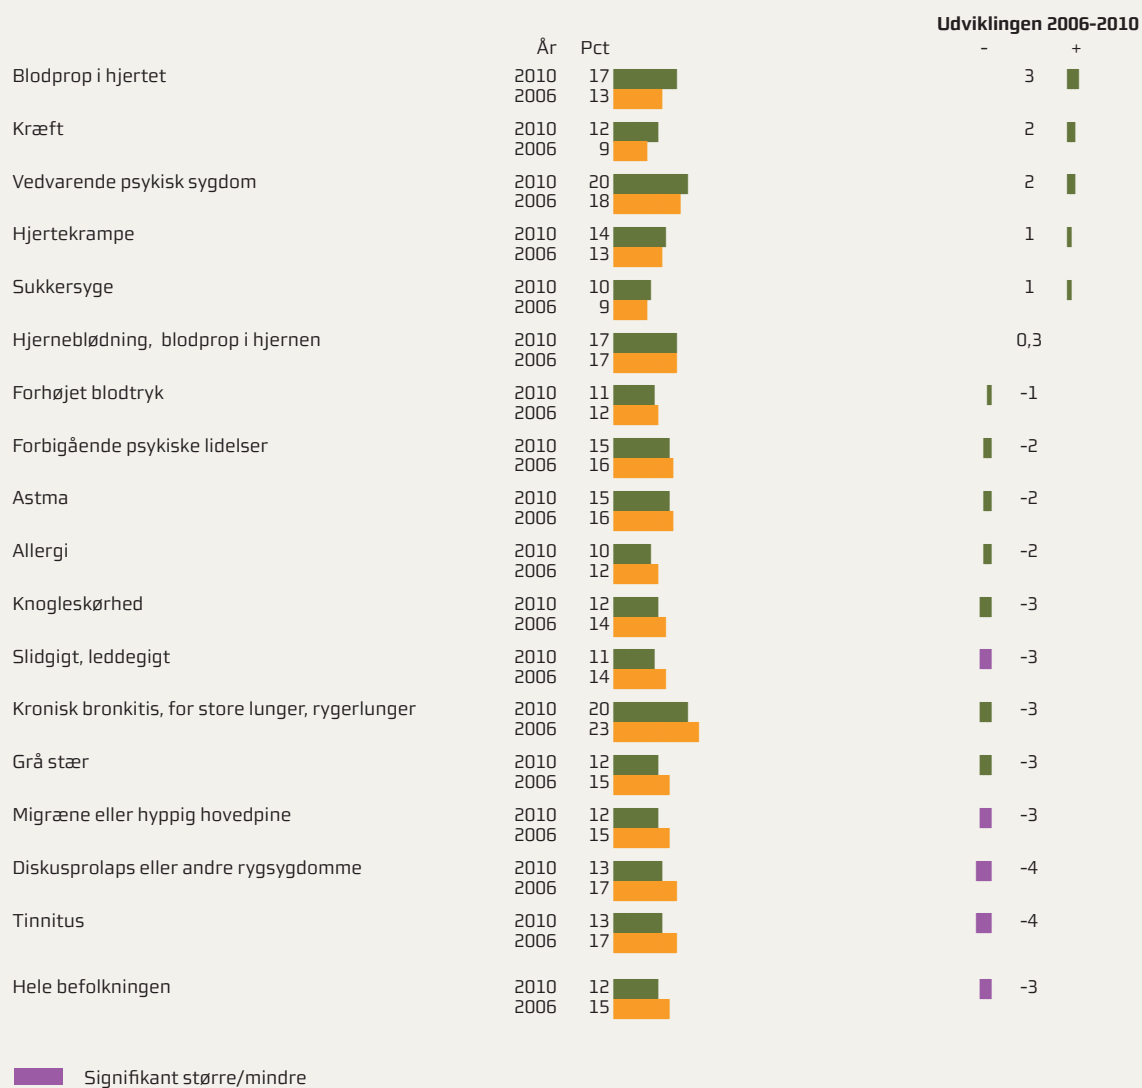 Udviklingen 2006-2010
År Pct - +
Blodprop i hjertet 2010 17 3
2006 13
Kræft 2010 12 2
2006 9
Vedvarende psykisk sygdom 2010 20 2
2006 18
Hjertekrampe 2010 14 1
2006 13
Sukkersyge 2010 10 1
2006 9
Hjerneblødning, blodprop i hjernen 2010 17 0,3
2006 17
Forhøjet blodtryk 2010 11 -1
2006 12
Forbigående psykiske lidelser 2010 15 -2
2006 16
Astma 2010 15 -2
2006 16
Allergi 2010 10 -2
2006 12
Knogleskørhed 2010 12 -3
2006 14
Slidgigt, leddegigt 2010 11 -3
2006 14
Kronisk bronkitis, for store lunger, rygerlunger 2010 20 -3
2006 23
Grå stær 2010 12 -3
2006 15
Migræne eller hyppig hovedpine 2010 12 -3
2006 15
Diskusprolaps eller andre rygsygdomme 2010 13 -4
2006 17
Tinnitus 2010 13 -4
2006 17
Hele befolkningen 2010 12 -3
2006 15
Signifikant større/mindre